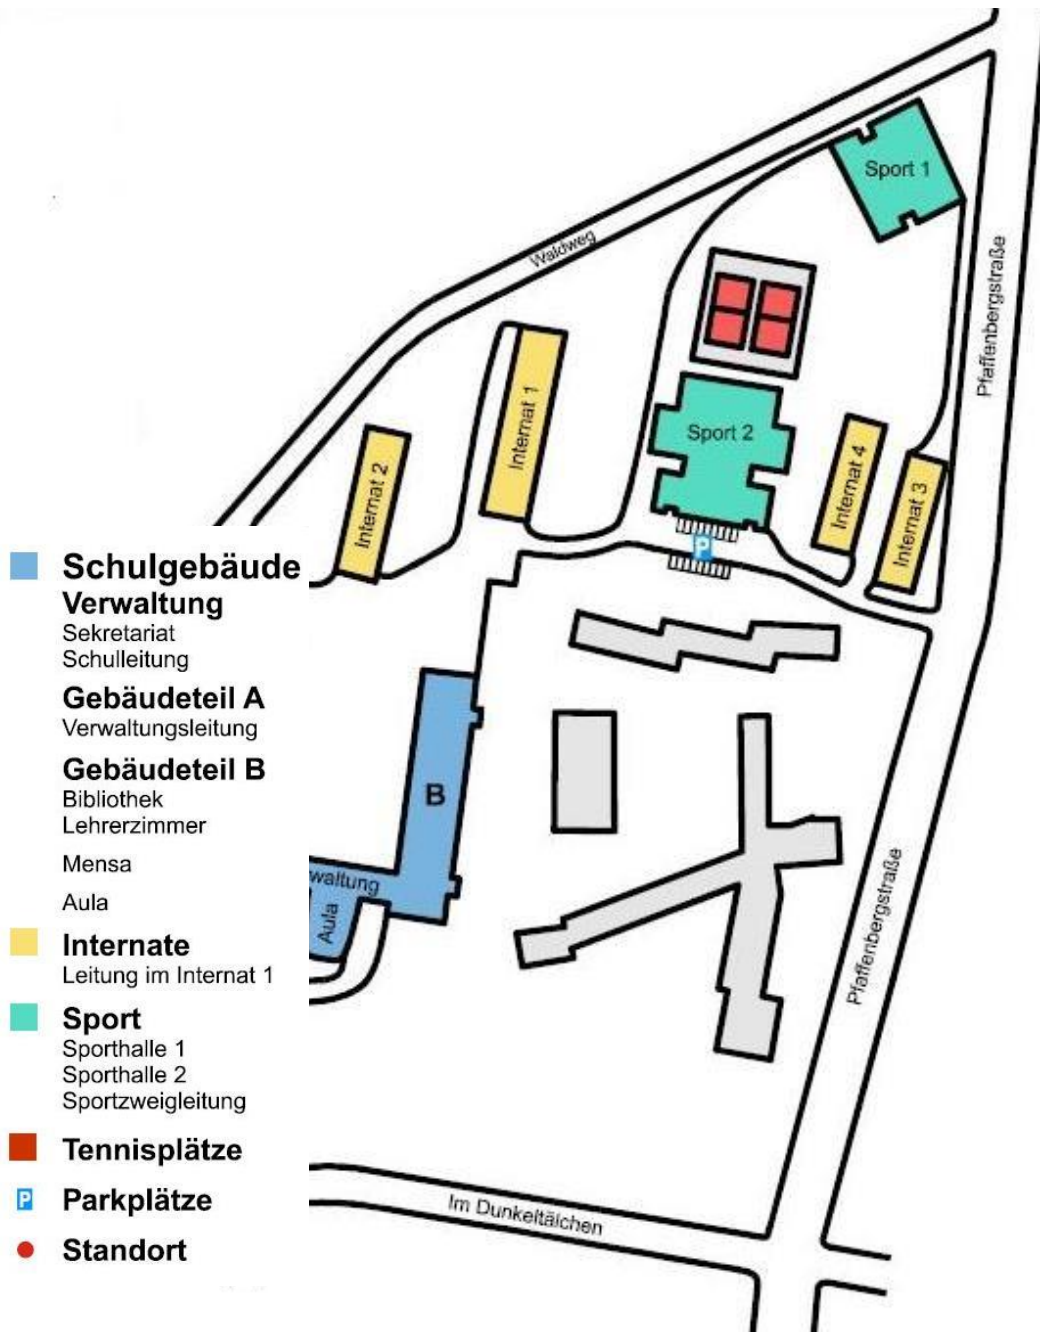 Sport 1
Waldweg
Pfaffenbergstraße
Internat 1
Sport 2
Internat 2
Internat 4
Internat 3
P
Schulgebäude
Verwaltung
Sekretariat
Schulleitung
Gebäudeteil A
Verwaltungsleitung
Gebäudeteil B
Bibliothek
Lehrerzimmer
Mensa
Aula
Internate
Leitung im Internat 1
Sport
Sporthalle 1
Sporthalle 2
Sportzweigleitung
Tennisplätze
P Parkplätze
Standort
B
waltung
Aula
Pfaffenbergstraße
Im Dunkeltälchen